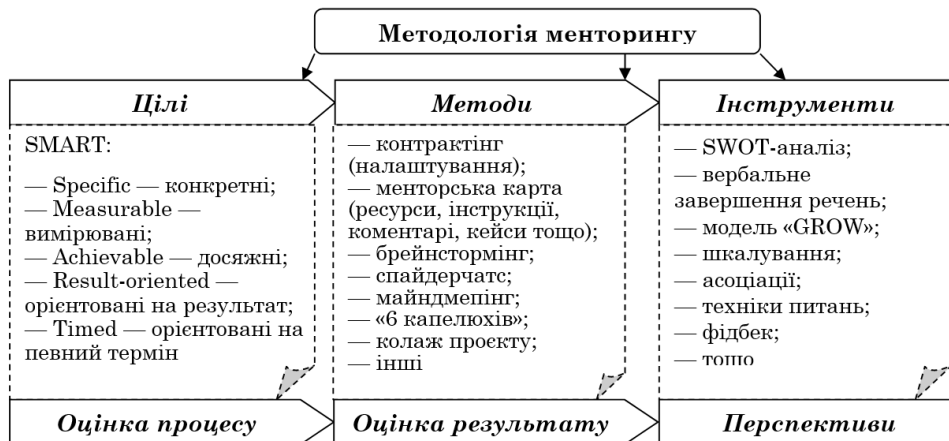 Методологія менторингу
Цілі
Методи
Інструменти
SMART:
— Specific — конкретні;
— Measurable —
вимірювані;
— Achievable — досяжні;
— Result-oriented —
орієнтовані на результат;
— Timed — орієнтовані на
певний термін
— контрактінг
(налаштування);
— менторська карта
(ресурси, інструкції,
коментарі, кейси тощо);
— брейнстормінг;
— спайдерчатс;
— майндмепінг;
— «6 капелюхів»;
— колаж проєкту;
— інші
— SWOT-аналіз;
— вербальне
завершення речень;
— модель «GROW»;
— шкалування;
— асоціації;
— техніки питань;
— фідбек;
— тощо
Оцінка процесу
Оцінка результату
Перспективи